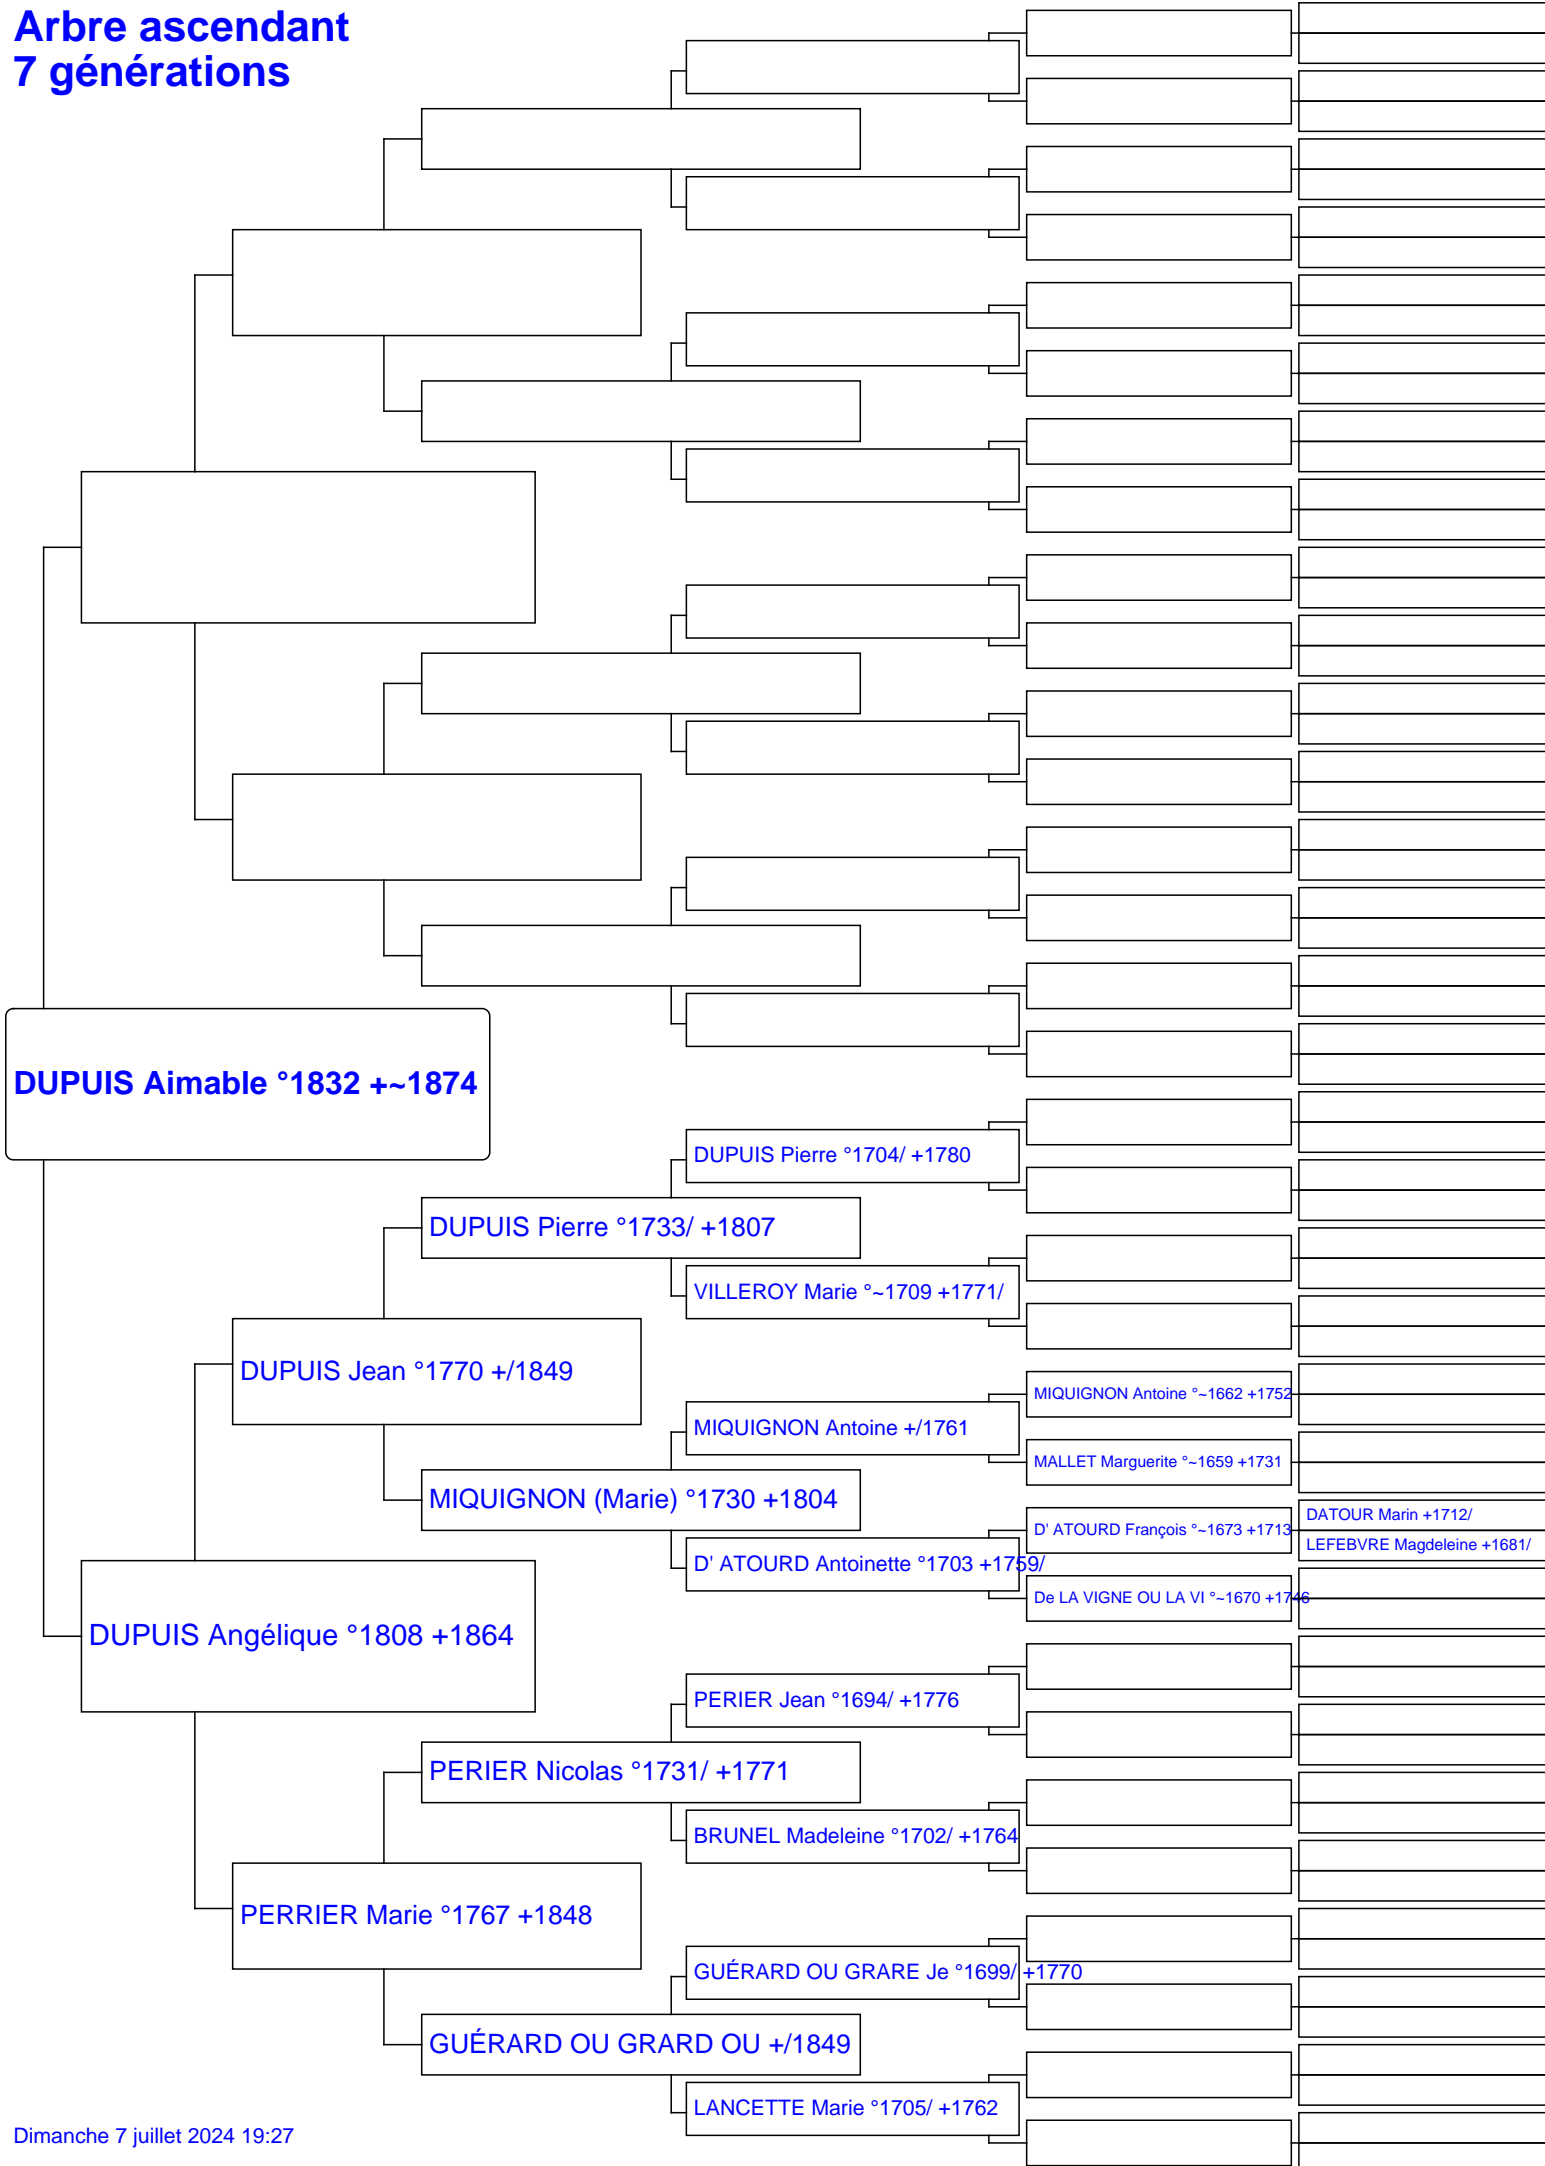 Arbre ascendant
7 générations
DUPUIS Aimable °1832 +~1874
DUPUIS Pierre °1704/ +1780
DUPUIS Pierre °1733/ +1807
VILLEROY Marie °~1709 +1771/
DUPUIS Jean °1770 +/1849
MIQUIGNON Antoine °~1662 +1752
MIQUIGNON Antoine +/1761
MALLET Marguerite °~1659 +1731
MIQUIGNON (Marie) °1730 +1804
DATOUR Marin +1712/
D' ATOURD François °~1673 +1713
LEFEBVRE Magdeleine +1681/
D' ATOURD Antoinette °1703 +1759/
De LA VIGNE OU LA VI °~1670 +1746
DUPUIS Angélique °1808 +1864
PERIER Jean °1694/ +1776
PERIER Nicolas °1731/ +1771
BRUNEL Madeleine °1702/ +1764
PERRIER Marie °1767 +1848
GUÉRARD OU GRARE Je °1699/ +1770
GUÉRARD OU GRARD OU +/1849
LANCETTE Marie °1705/ +1762
Dimanche 7 juillet 2024 19:27